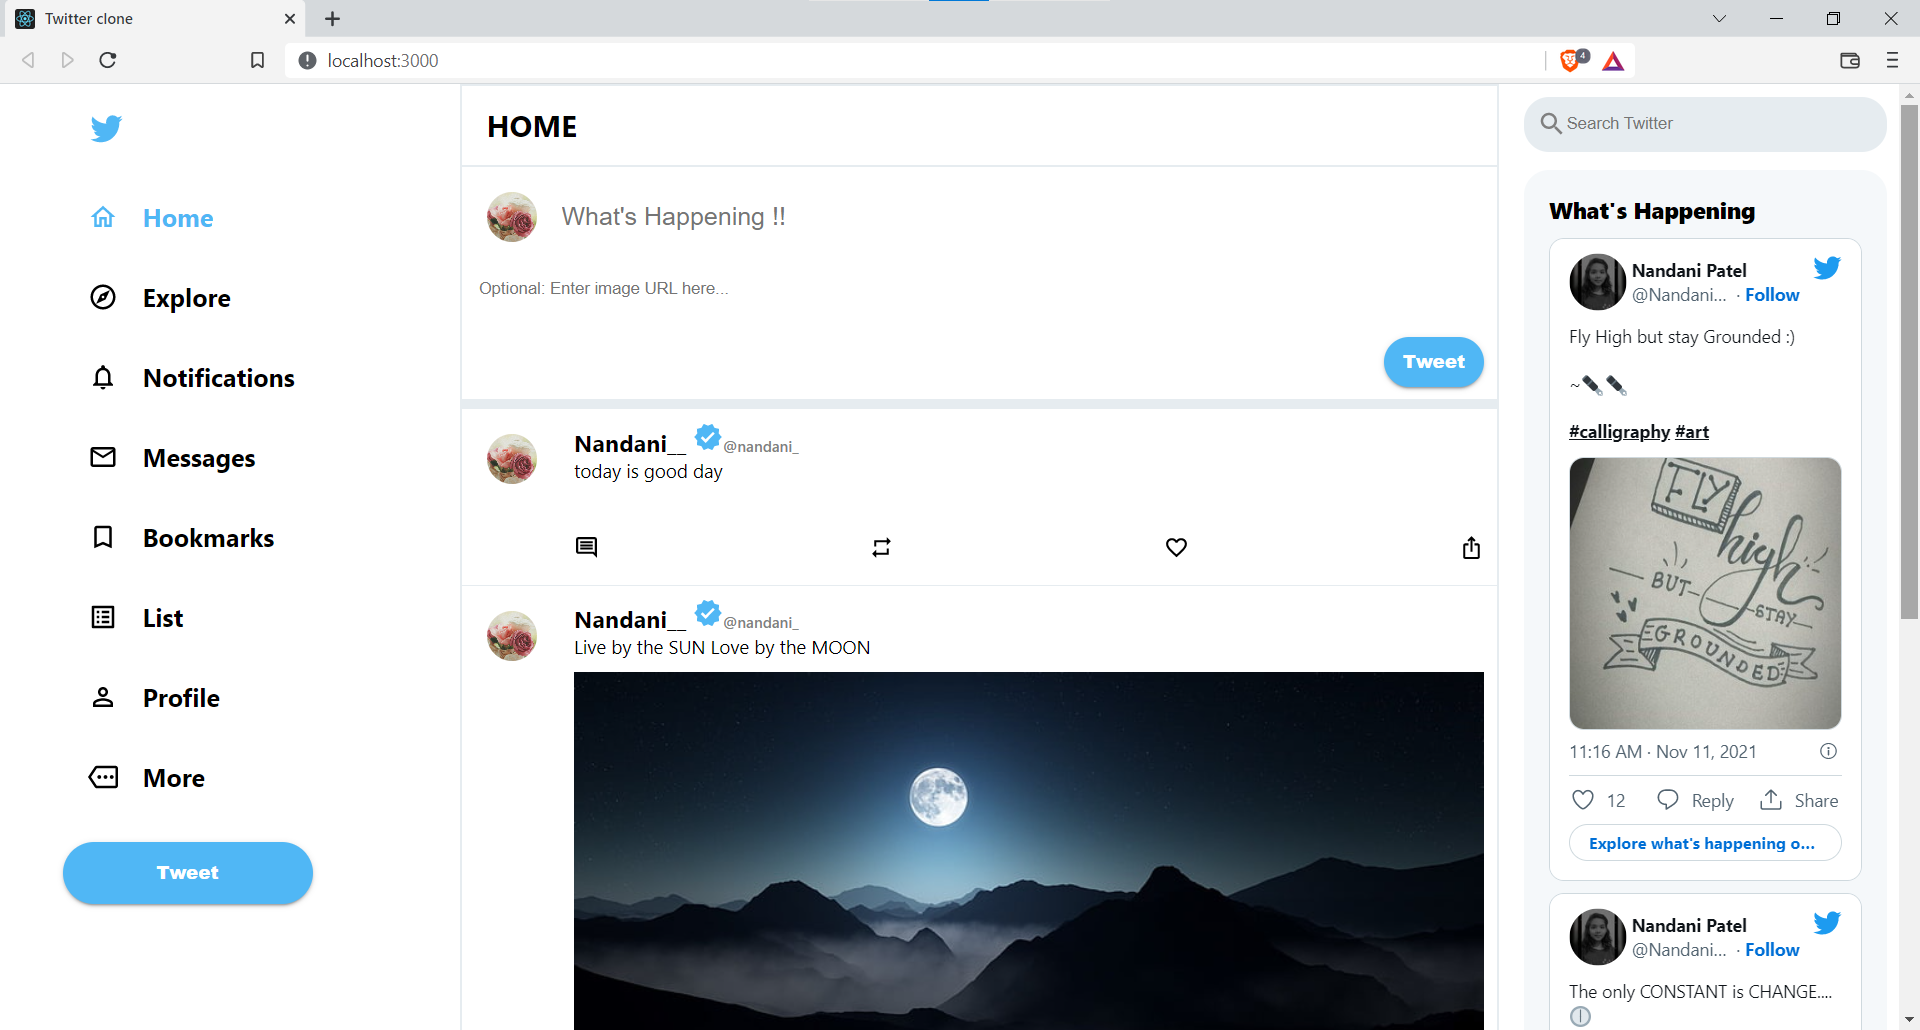 Twitter clone
localhost:3000
4
HOME
Home
Explore
Notifications
Messages
Bookmarks
List
Profile
More
Tweet
What's Happening !!
Optional: Enter image URL here...
Tweet
Nandani__ @nandani_
today is good day
Nandani__ @nandani_
Live by the SUN Love by the MOON
Search Twitter
What's Happening
Nandani Patel
@Nandani... · Follow
Fly High but stay Grounded :)
~
#calligraphy #art
FLY
high
BUT
STAY
GROUNDED
11:16 AM · Nov 11, 2021
12 Reply Share
Explore what's happening o...
Nandani Patel
@Nandani... · Follow
The only CONSTANT is CHANGE....